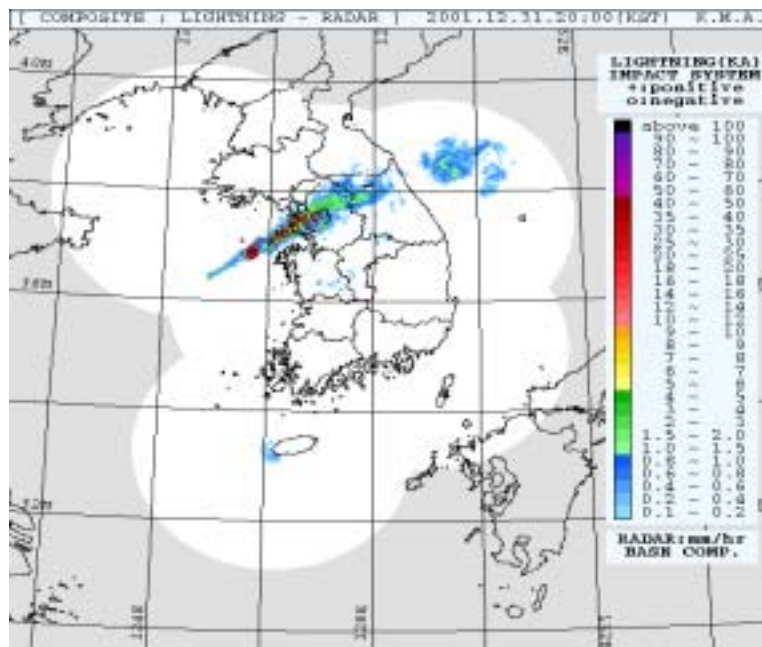 [ COMPOSITE : LIGHTNING - RADAR ] 2001.12.31.20:00(KST) K.M.A.
LIGHTNING(KA)
IMPACT SYSTEM
+:positive
o:negative
above 100
90 ~ 100
80 ~ 90
70 ~ 80
60 ~ 70
50 ~ 60
40 ~ 50
35 ~ 40
30 ~ 35
25 ~ 30
20 ~ 25
18 ~ 20
16 ~ 18
14 ~ 16
12 ~ 14
10 ~ 12
9 ~ 10
8 ~ 9
7 ~ 8
6 ~ 7
5 ~ 6
4 ~ 5
3 ~ 4
2 ~ 3
1.5 ~ 2.0
1.0 ~ 1.5
0.8 ~ 1.0
0.6 ~ 0.8
0.4 ~ 0.6
0.2 ~ 0.4
0.1 ~ 0.2
RADAR:mm/hr
BASE COMP.
124E
128E